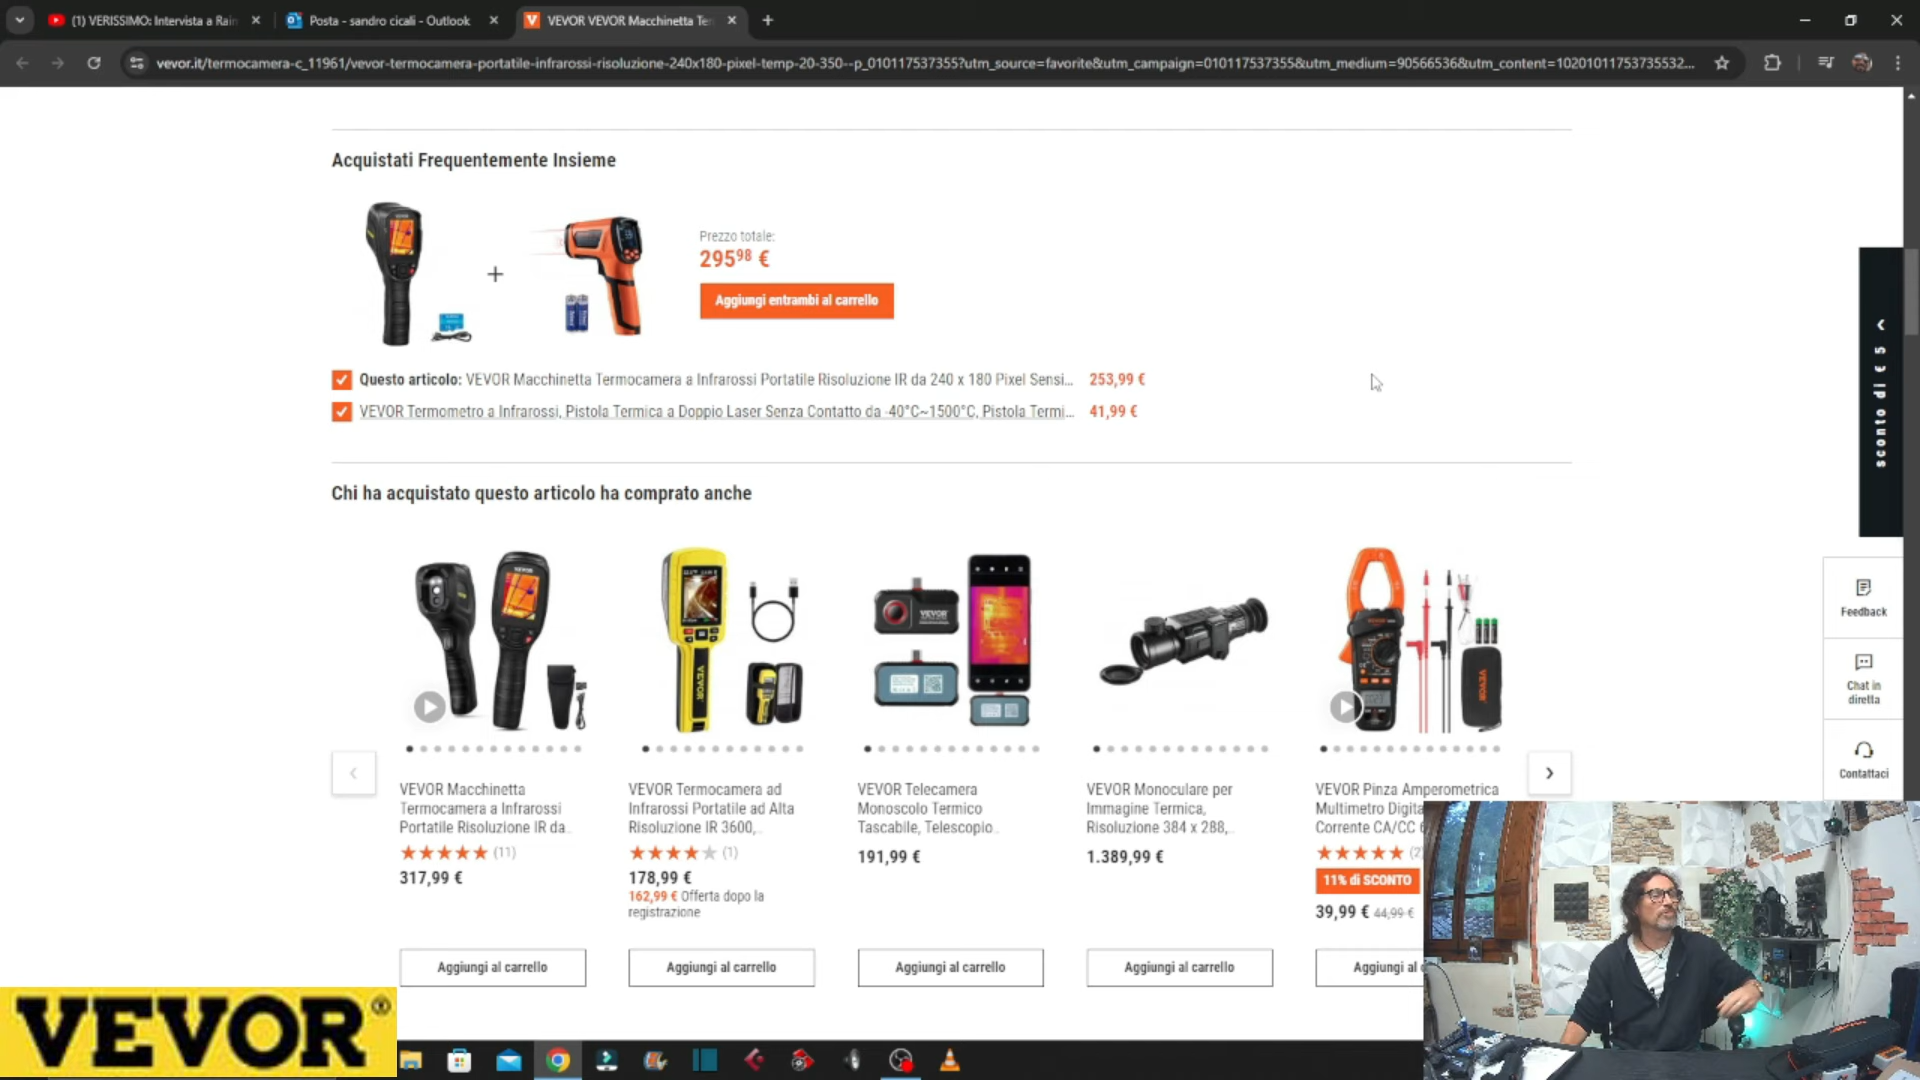 (1) VERISSIMO: Intervista a Rain
Posta - sandro cicali - Outlook
VEVOR VEVOR Macchinetta Ter
vevor.it/termocamera-c_11961/vevor-termocamera-portatile-infrarossi-risoluzione-240x180-pixel-temp-20-350--p_010117537355?utm_source=favorite&utm_campaign=010117537355&utm_medium=90566536&utm_content=10201011753735532...
Acquistati Frequentemente Insieme
+
Prezzo totale:
295⁹⁸ €
Aggiungi entrambi al carrello
Questo articolo: VEVOR Macchinetta Termocamera a Infrarossi Portatile Risoluzione IR da 240 x 180 Pixel Sensi... 253,99 €
VEVOR Termometro a Infrarossi, Pistola Termica a Doppio Laser Senza Contatto da -40°C~1500°C, Pistola Termi... 41,99 €
sconto di € 5
Chi ha acquistato questo articolo ha comprato anche
Feedback
Chat in
diretta
Contattaci
VEVOR Macchinetta
Termocamera a Infrarossi
Portatile Risoluzione IR da..
(11)
317,99 €
Aggiungi al carrello
VEVOR Termocamera ad
Infrarossi Portatile ad Alta
Risoluzione IR 3600,..
(1)
178,99 €
162,99 € Offerta dopo la
registrazione
Aggiungi al carrello
VEVOR Telecamera
Monoscolo Termico
Tascabile, Telescopio..
191,99 €
Aggiungi al carrello
VEVOR Monoculare per
Immagine Termica,
Risoluzione 384 x 288,..
1.389,99 €
Aggiungi al carrello
VEVOR Pinza Amperometrica
Multimetro Digita
Corrente CA/CC 6
(2)
11% di SCONTO
39,99 € 44,99 €
Aggiungi al
VEVOR®